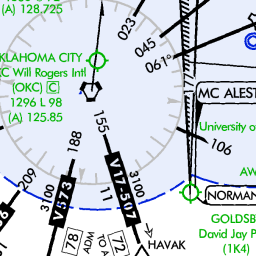 (A) 128.725
023
045
061°
OKLAHOMA CITY
Will Rogers Intl
(OKC) C
1296 L 98
(A) 125.85
MC ALEST
University of
155
188
106
AW
209
3100
V573
11
V17-507
3100
NORMAN
GOLDSB
David Jay P
(1K4)
78
ADM
TO
72
HAVAK